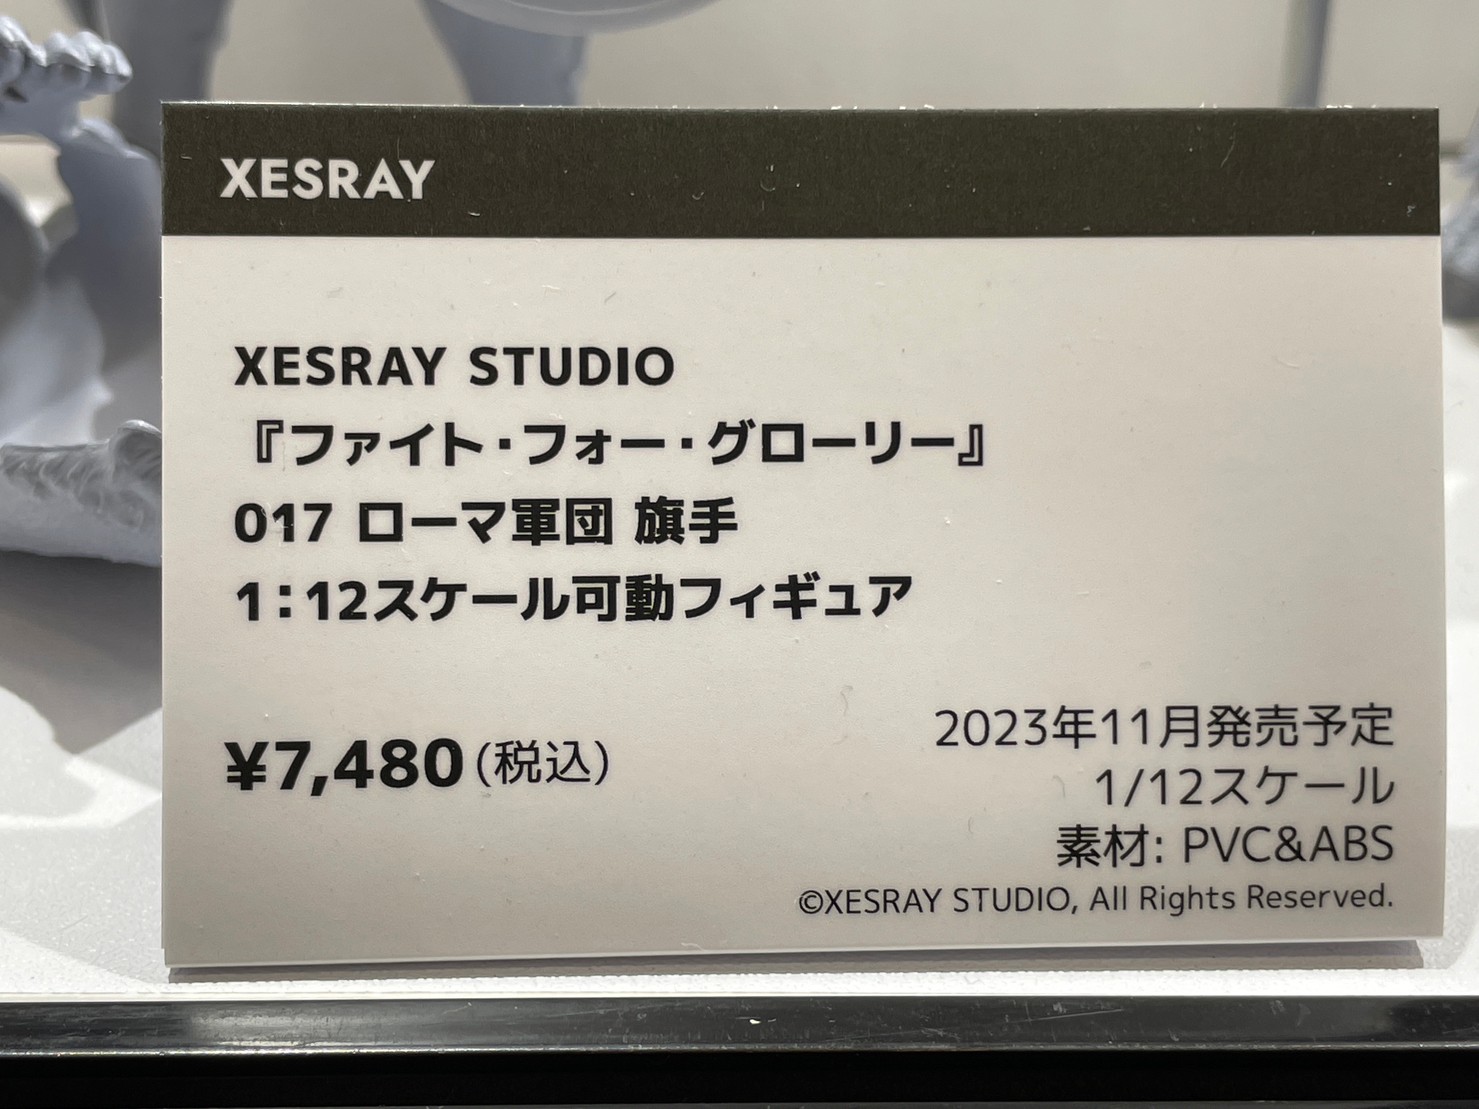 XESRAY
XESRAY STUDIO
『ファイト・フォー・グローリー』
017 ローマ軍団 旗手
1：12スケール可動フィギュア
¥7,480(税込)
2023年11月発売予定
1/12スケール
素材: PVC&ABS
©XESRAY STUDIO, All Rights Reserved.